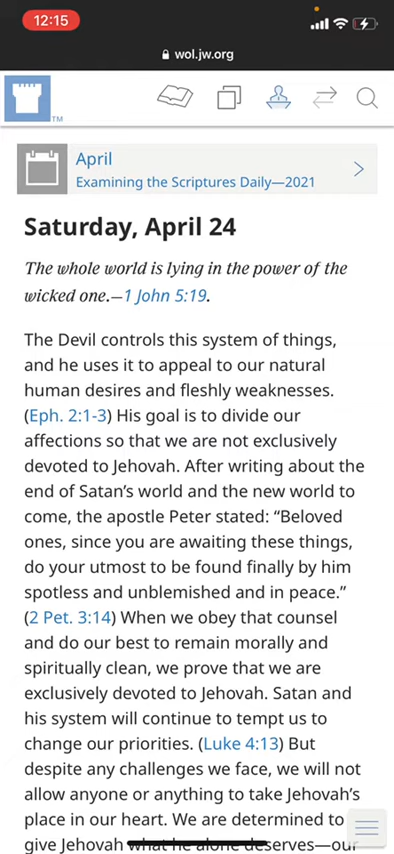 12:15
wol.jw.org
TM
April
Examining the Scriptures Daily—2021
Saturday, April 24
The whole world is lying in the power of the
wicked one.—1 John 5:19.
The Devil controls this system of things,
and he uses it to appeal to our natural
human desires and fleshly weaknesses.
(Eph. 2:1-3) His goal is to divide our
affections so that we are not exclusively
devoted to Jehovah. After writing about the
end of Satan’s world and the new world to
come, the apostle Peter stated: “Beloved
ones, since you are awaiting these things,
do your utmost to be found finally by him
spotless and unblemished and in peace.”
(2 Pet. 3:14) When we obey that counsel
and do our best to remain morally and
spiritually clean, we prove that we are
exclusively devoted to Jehovah. Satan and
his system will continue to tempt us to
change our priorities. (Luke 4:13) But
despite any challenges we face, we will not
allow anyone or anything to take Jehovah’s
place in our heart. We are determined to
give Jehovah what he alone deserves—our